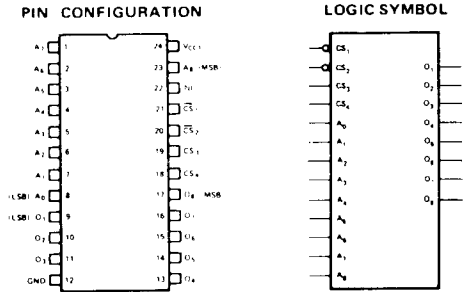 PIN CONFIGURATION
A7 1 24 VCC1
A6 2 23 A8 (MSB)
A5 3 22 N1
A4 4 21 CS1
A3 5 20 CS2
A2 6 19 CS3
A1 7 18 CS4
(LSB) A0 8 17 O8 MSB
(LSB) O1 9 16 O7
O2 10 15 O6
O3 11 14 O5
GND 12 13 O4
LOGIC SYMBOL
CS1
CS2 O1
CS3 O2
CS4 O3
A0 O4
A1 O5
A2 O6
A3 O7
A4 O8
A5
A6
A7
A8